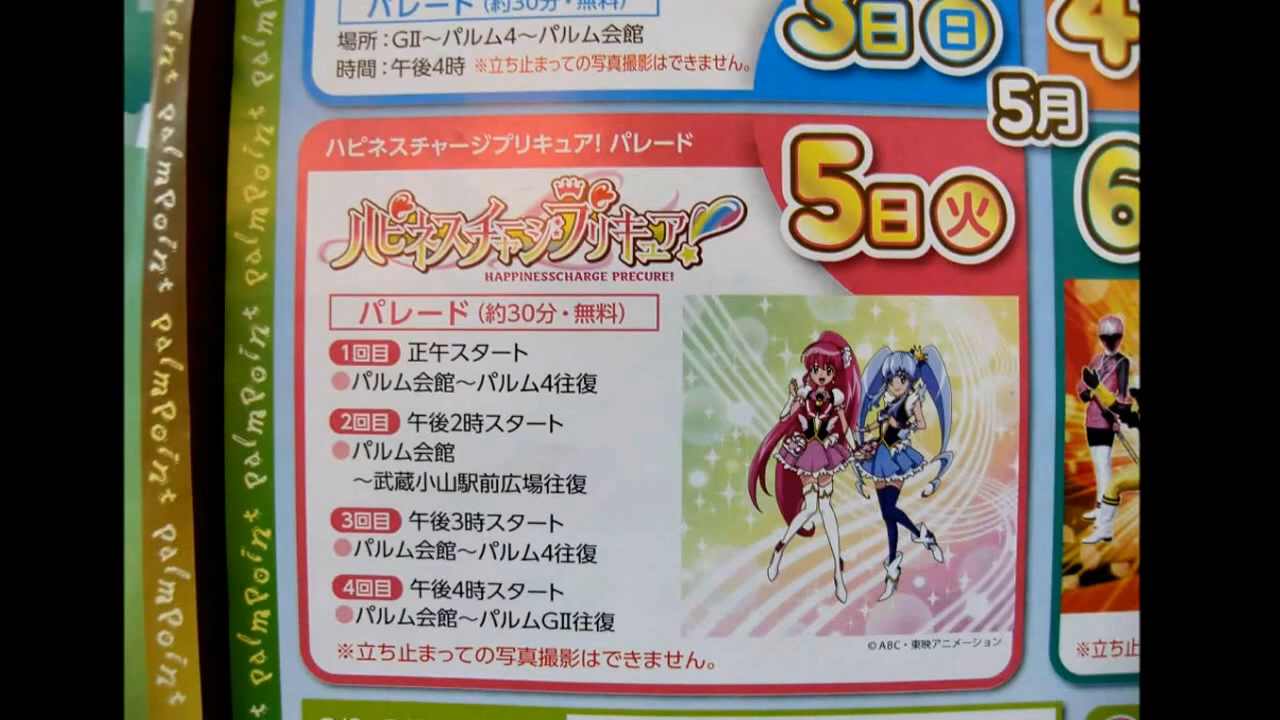 パレード（約30分・無料）
場所：GⅡ～パルム4～パルム会館
時間：午後4時 ※立ち止まっての写真撮影はできません。
3日 日
4
5月
ハピネスチャージプリキュア! パレード
5日 火
6
ハピネスチャージプリキュア!
HAPPINESSCHARGE PRECURE!
パレード（約30分・無料）
1回目 正午スタート
●パルム会館～パルム4往復
2回目 午後2時スタート
●パルム会館
～武蔵小山駅前広場往復
3回目 午後3時スタート
●パルム会館～パルム4往復
4回目 午後4時スタート
●パルム会館～パルムGⅡ往復
※立ち止まっての写真撮影はできません。
©ABC・東映アニメーション
※立ち止
palmPoint palmPoint palmPoint palmPoint
palmPoint palmPoint palmPoint palmPoint